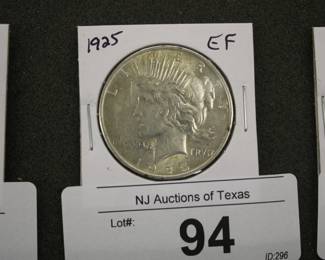 1925 EF
LIBERTY
NJ Auctions of Texas
Lot#: 94
ID:296